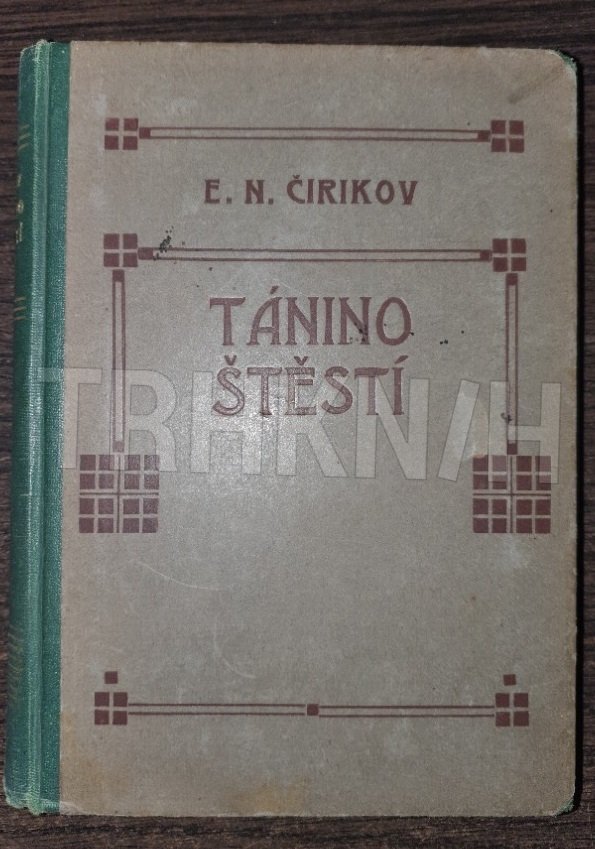 E. N. ČIRIKOV
TÁNINO
ŠTĚSTÍ
TRHKNIH